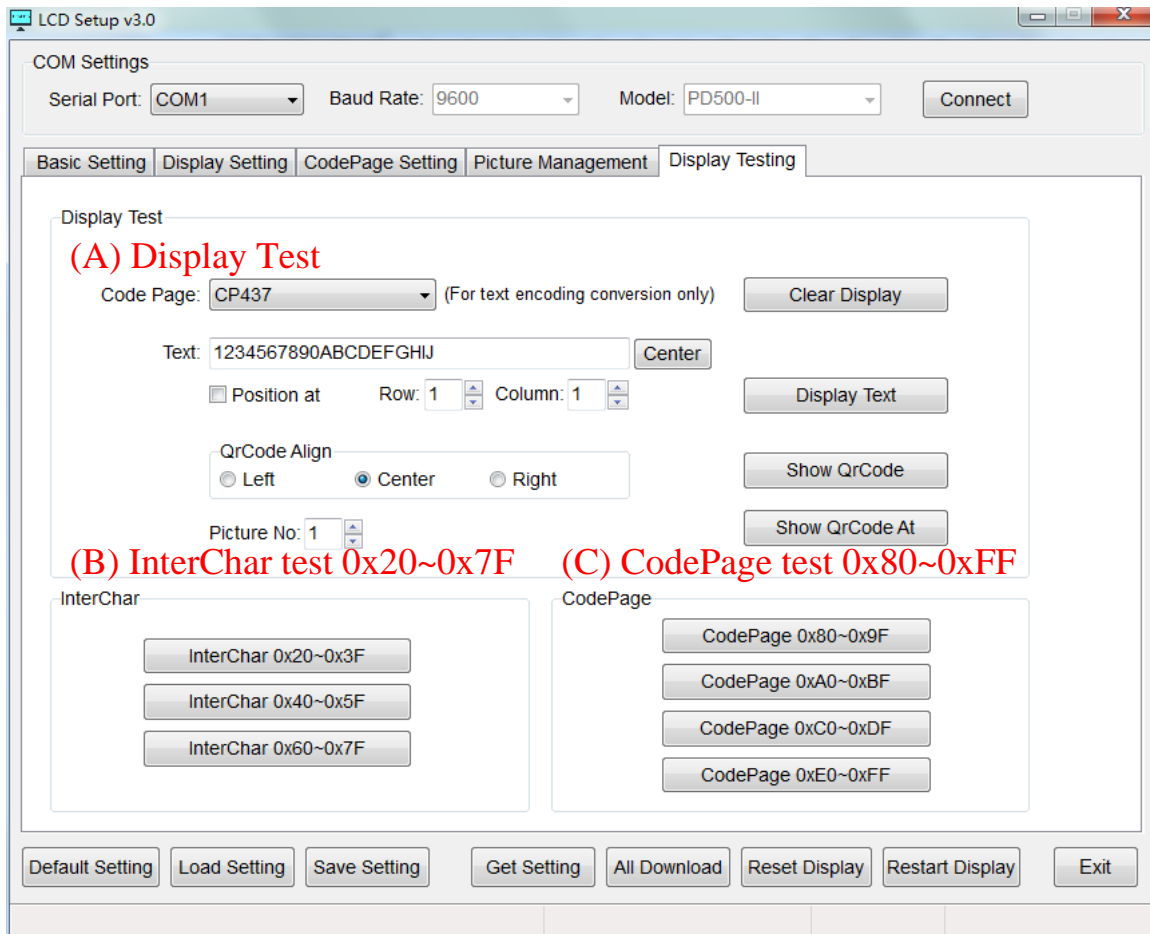 LCD Setup v3.0
COM Settings
Serial Port: COM1 Baud Rate: 9600 Model: PD500-II Connect
Basic Setting Display Setting CodePage Setting Picture Management Display Testing
Display Test
(A) Display Test
Code Page: CP437 (For text encoding conversion only) Clear Display
Text: 1234567890ABCDEFGHIJ Center
Position at Row: 1 Column: 1 Display Text
QrCode Align
Left Center Right Show QrCode
Picture No: 1 Show QrCode At
(B) InterChar test 0x20~0x7F (C) CodePage test 0x80~0xFF
InterChar CodePage
InterChar 0x20~0x3F CodePage 0x80~0x9F
InterChar 0x40~0x5F CodePage 0xA0~0xBF
InterChar 0x60~0x7F CodePage 0xC0~0xDF
CodePage 0xE0~0xFF
Default Setting Load Setting Save Setting Get Setting All Download Reset Display Restart Display Exit